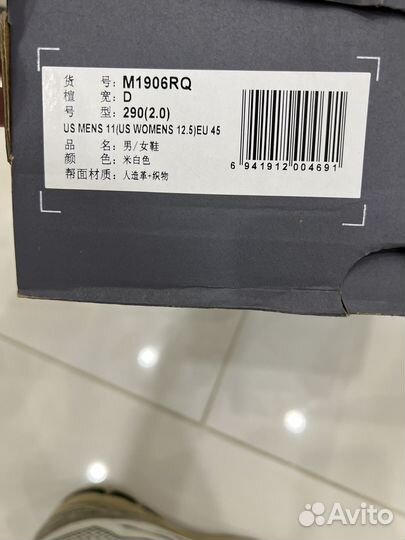 货 号: M1906RQ
楦 宽: D
号 型: 290(2.0)
US MENS 11(US WOMENS 12.5)EU 45
品 名: 男/女鞋
颜 色: 米白色
帮面材质: 人造革+织物
6 941912 004691
Avito